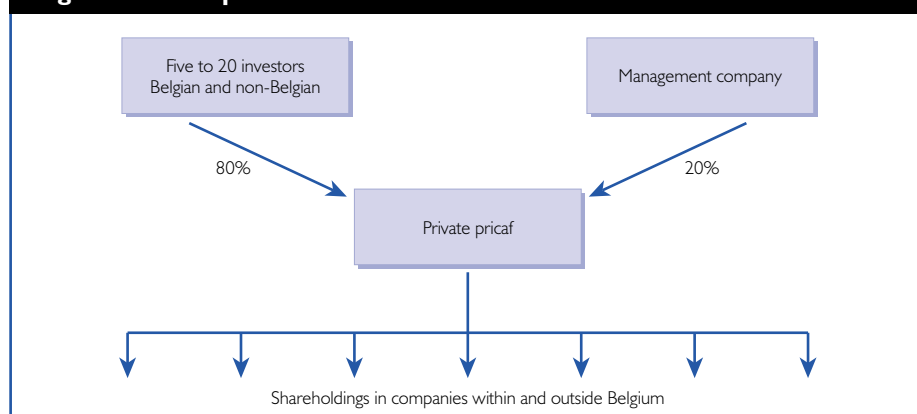 Five to 20 investors
Belgian and non-Belgian
Management company
80%
20%
Private pricaf
Shareholdings in companies within and outside Belgium